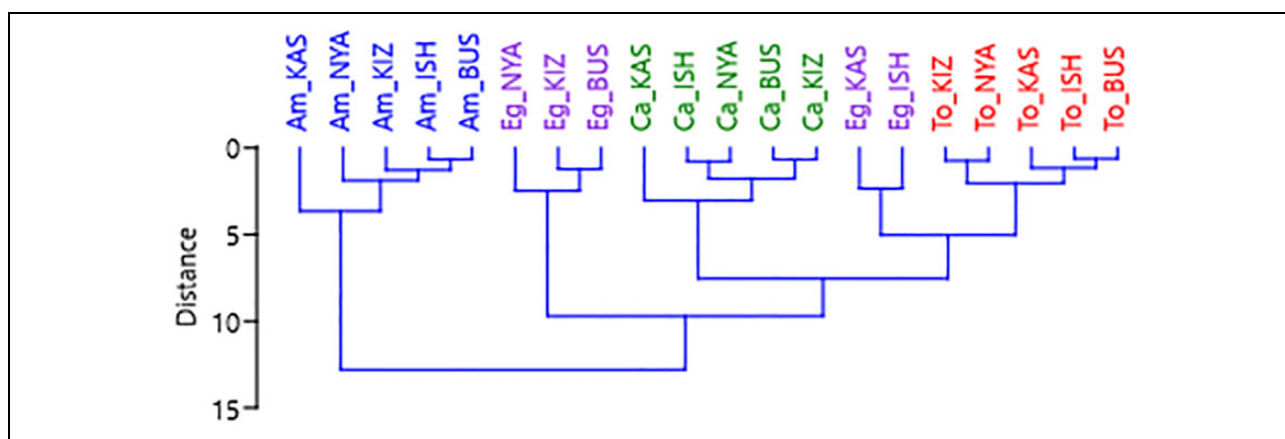 Am_KAS
Am_NYA
Am_KIZ
Am_ISH
Am_BUS
Eg_NYA
Eg_KIZ
Eg_BUS
Ca_KAS
Ca_ISH
Ca_NYA
Ca_BUS
Ca_KIZ
Eg_KAS
Eg_ISH
To_KIZ
To_NYA
To_KAS
To_ISH
To_BUS
0
5
10
15
Distance